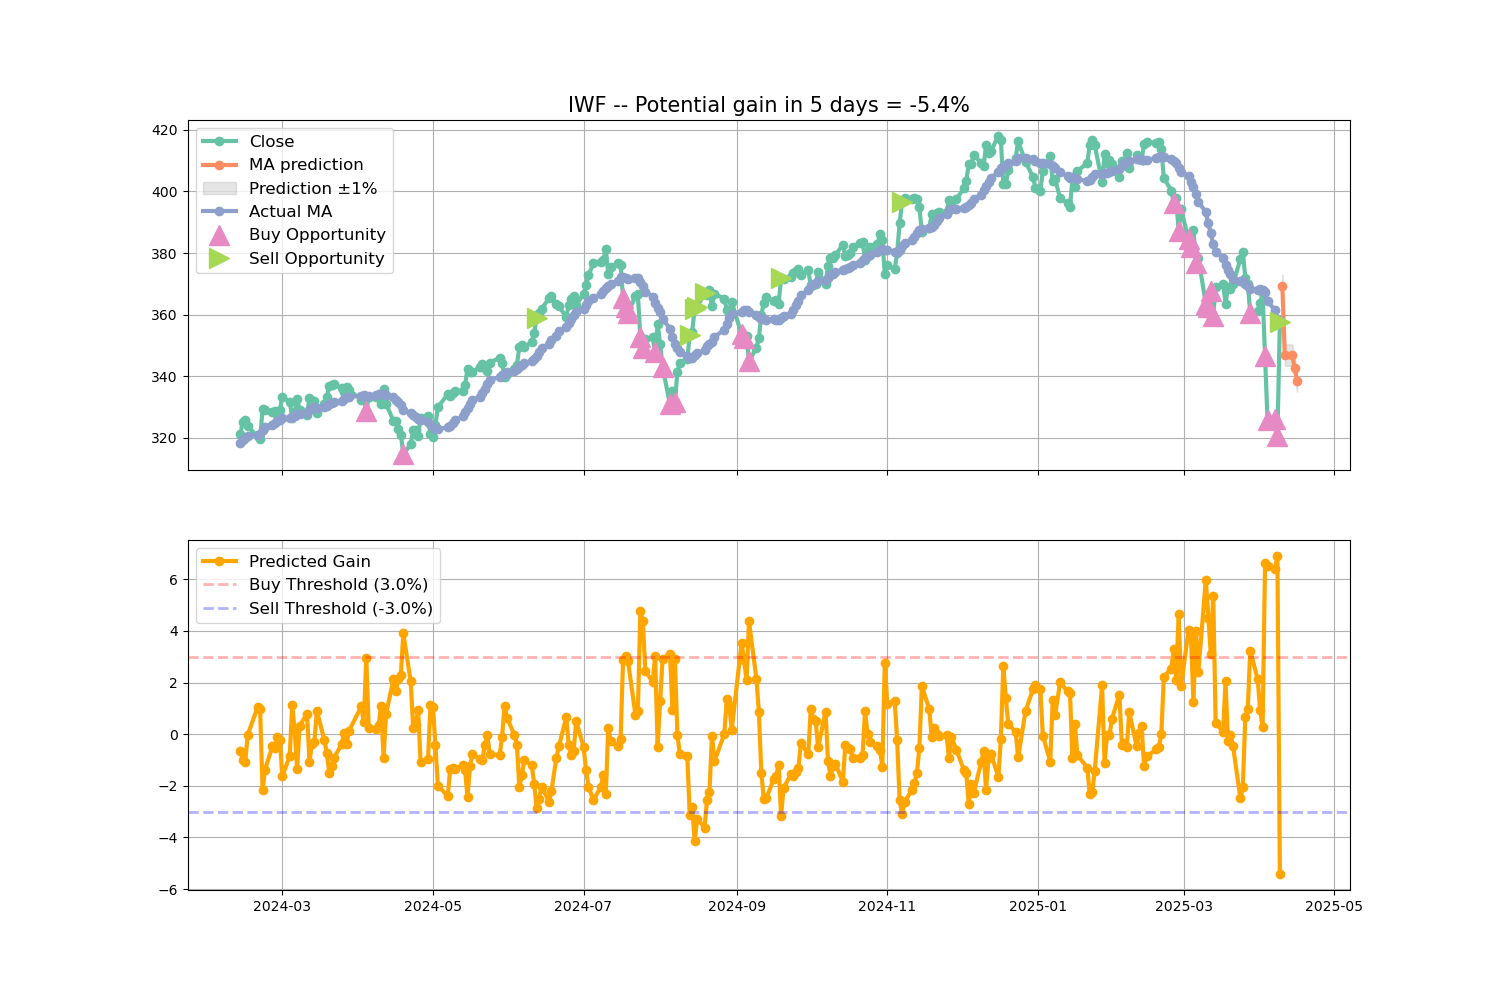 IWF -- Potential gain in 5 days = -5.4%
420
400
380
360
340
320
Close
MA prediction
Prediction ±1%
Actual MA
Buy Opportunity
Sell Opportunity
6
4
2
0
−2
−4
−6
Predicted Gain
Buy Threshold (3.0%)
Sell Threshold (-3.0%)
2024-03
2024-05
2024-07
2024-09
2024-11
2025-01
2025-03
2025-05